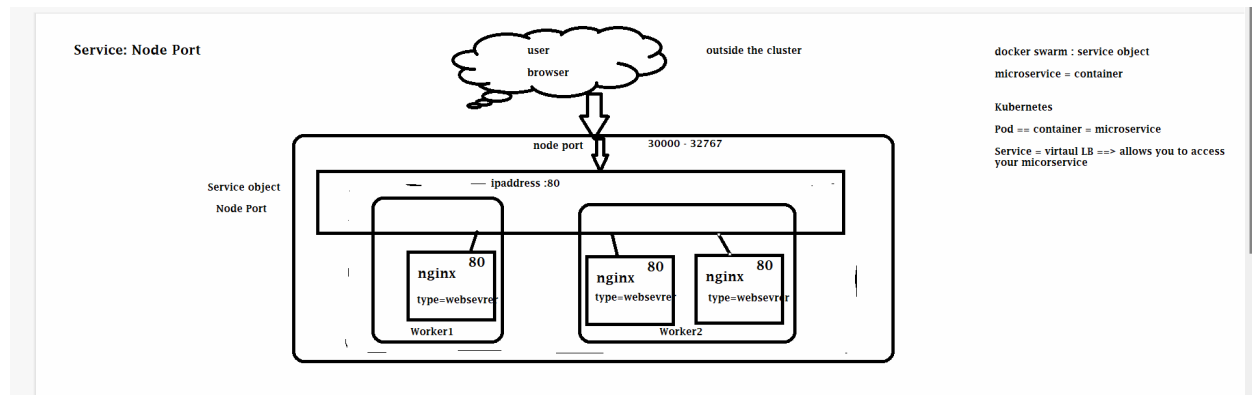 Service: Node Port
user
browser
outside the cluster
docker swarm : service object
microservice = container
Kubernetes
Pod == container = microservice
Service = virtaul LB ==> allows you to access
your micorservice
node port
30000 - 32767
Service object
Node Port
ipaddress :80
80
nginx
type=websevrer
Worker1
80
nginx
type=websevrer
80
nginx
type=websevrer
Worker2